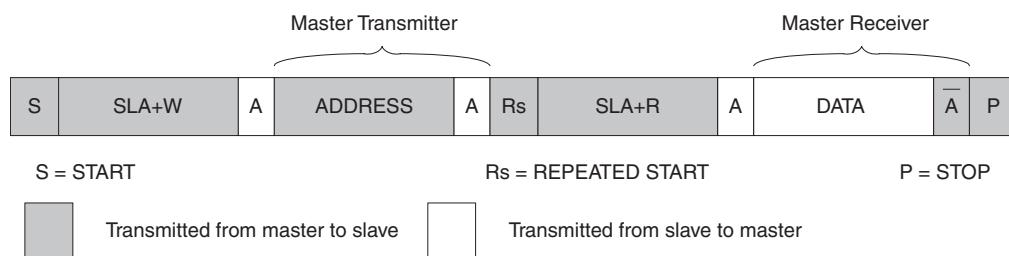 Master Transmitter Master Receiver
S SLA+W A ADDRESS A Rs SLA+R A DATA A̅ P
S = START Rs = REPEATED START P = STOP
Transmitted from master to slave Transmitted from slave to master